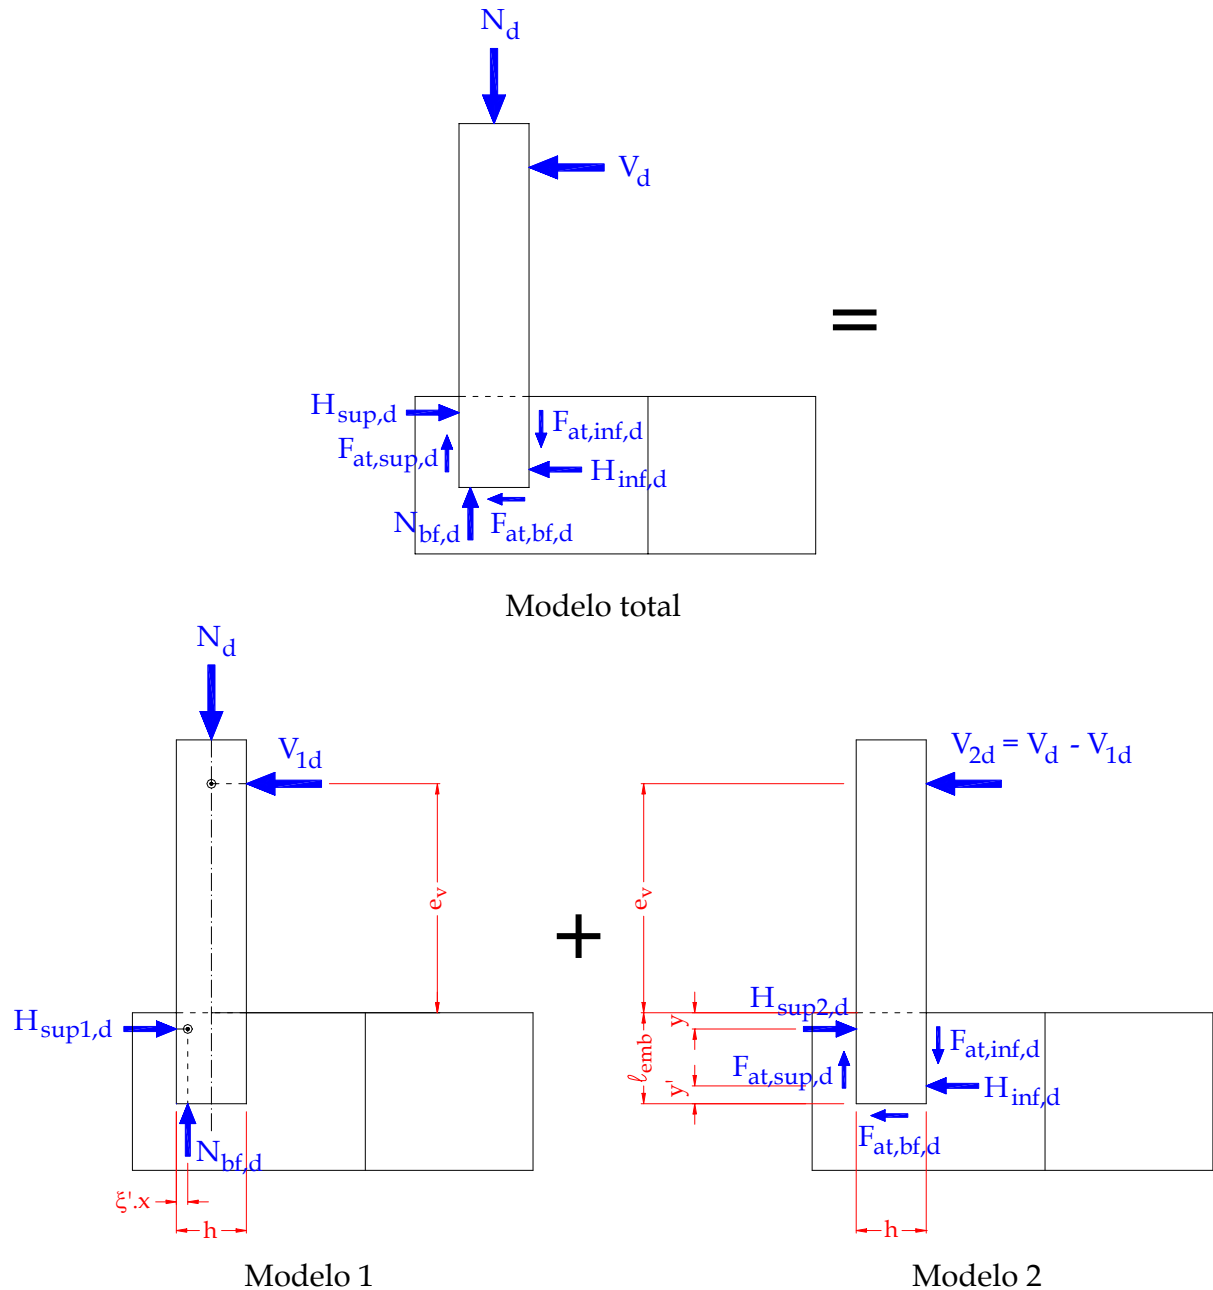 N_d
V_d
=
H_sup,d
F_at,inf,d
F_at,sup,d
H_inf,d
N_bf,d F_at,bf,d
Modelo total
N_d
V_1d
V_2d = V_d - V_1d
e_v
+
e_v
H_sup1,d
H_sup2,d
y
F_at,inf,d
ℓ_emb
F_at,sup,d
y'
H_inf,d
F_at,bf,d
N_bf,d
ξ'.x
h
h
Modelo 1
Modelo 2